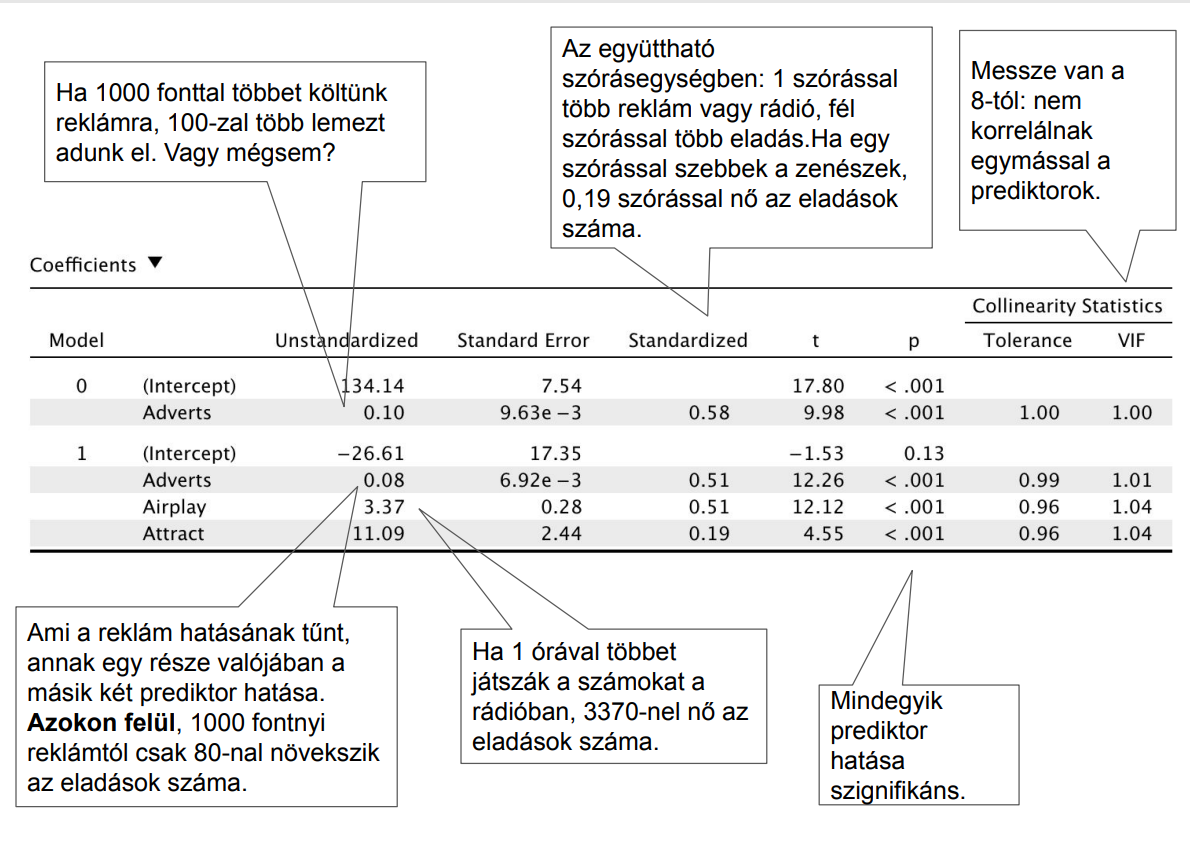 Ha 1000 fonttal többet költünk
reklámra, 100-zal több lemezt
adunk el. Vagy mégsem?
Az együttható
szórásegységben: 1 szórással
több reklám vagy rádió, fél
szórással több eladás.Ha egy
szórással szebbek a zenészek,
0,19 szórással nő az eladások
száma.
Messze van a
8-tól: nem
korrelálnak
egymással a
prediktorok.
Coefficients ▼
Collinearity Statistics
Model Unstandardized Standard Error Standardized t p Tolerance VIF
0 (Intercept) 134.14 7.54 17.80 < .001
Adverts 0.10 9.63e −3 0.58 9.98 < .001 1.00 1.00
1 (Intercept) −26.61 17.35 −1.53 0.13
Adverts 0.08 6.92e −3 0.51 12.26 < .001 0.99 1.01
Airplay 3.37 0.28 0.51 12.12 < .001 0.96 1.04
Attract 11.09 2.44 0.19 4.55 < .001 0.96 1.04
Ami a reklám hatásának tűnt,
annak egy része valójában a
másik két prediktor hatása.
Azokon felül, 1000 fontnyi
reklámtól csak 80-nal növekszik
az eladások száma.
Ha 1 órával többet
játszák a számokat a
rádióban, 3370-nel nő az
eladások száma.
Mindegyik
prediktor
hatása
szignifikáns.